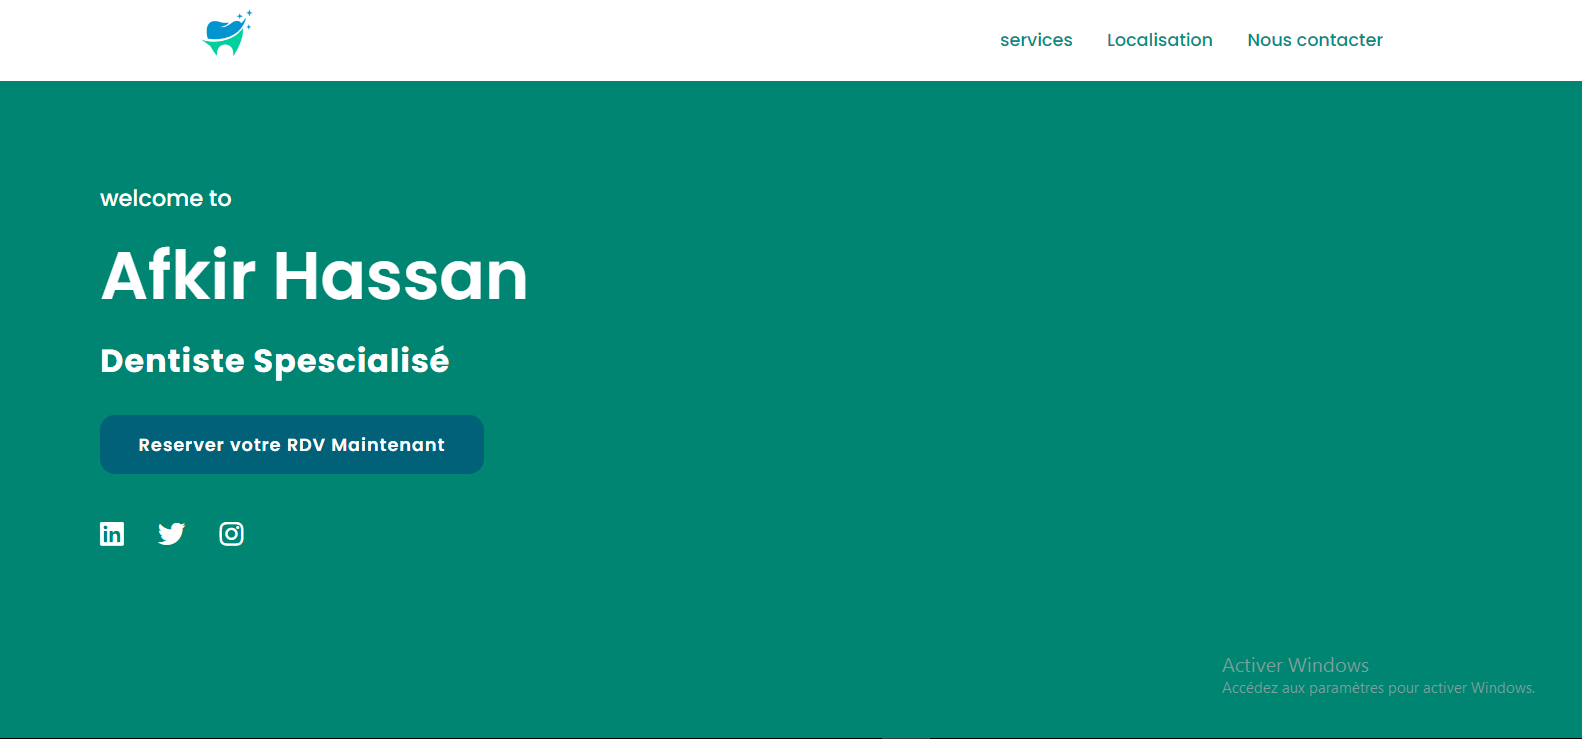 services
Localisation
Nous contacter
welcome to
Afkir Hassan
Dentiste Spescialisé
Reserver votre RDV Maintenant
Activer Windows
Accédez aux paramètres pour activer Windows.